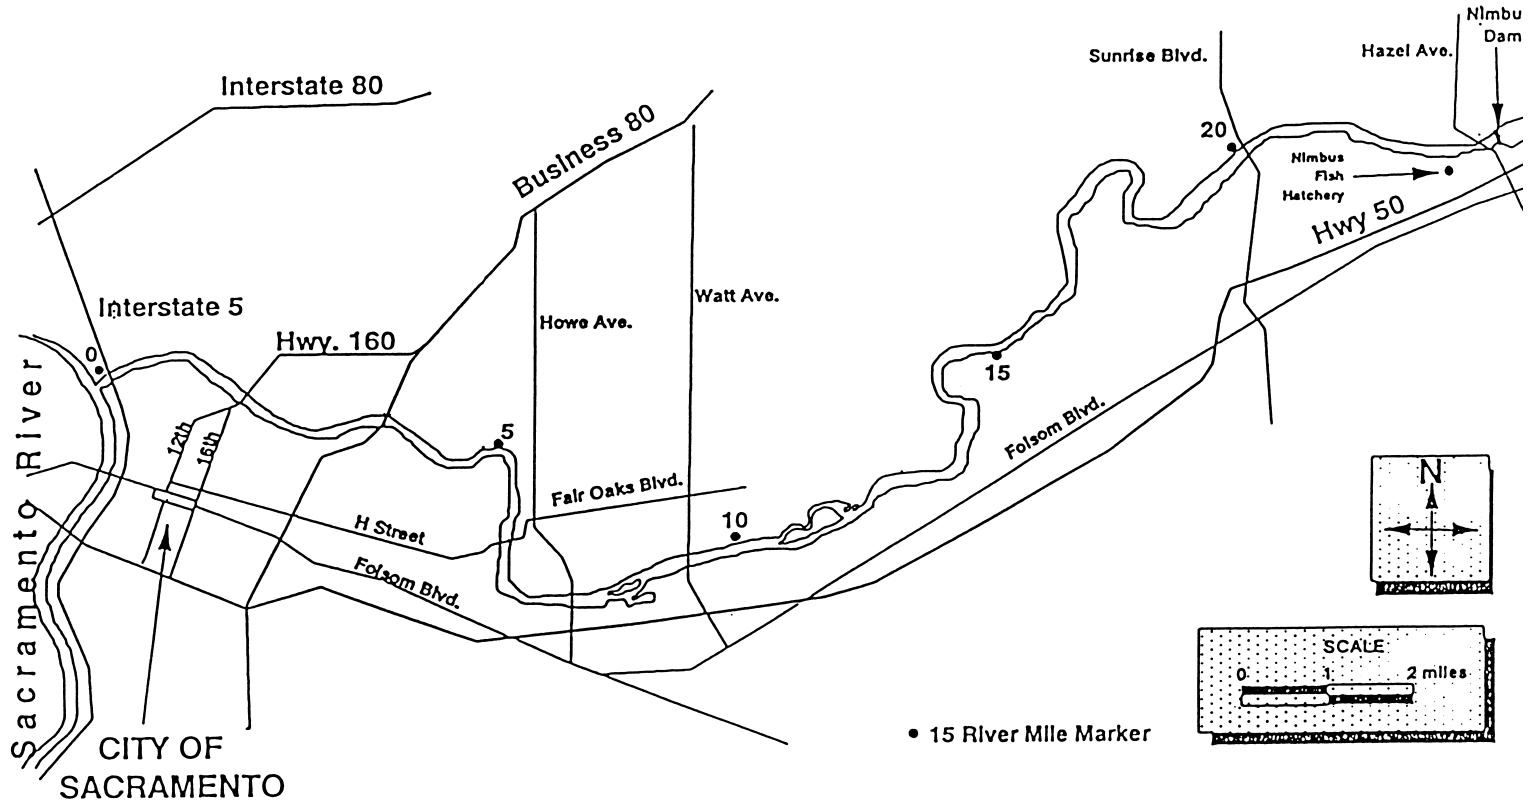 Nimbu
Dam
Hazel Ave.
Sunrise Blvd.
Interstate 80
Business 80
20
Nimbus
Fish
Hatchery
Hwy 50
Interstate 5
Watt Ave.
Howe Ave.
Hwy. 160
0
15
Sacramento River
12th
16th
5
Folsom Blvd.
Fair Oaks Blvd.
N
10
H Street
Folsom Blvd.
SCALE
0 1 2 miles
15 River Mile Marker
CITY OF
SACRAMENTO